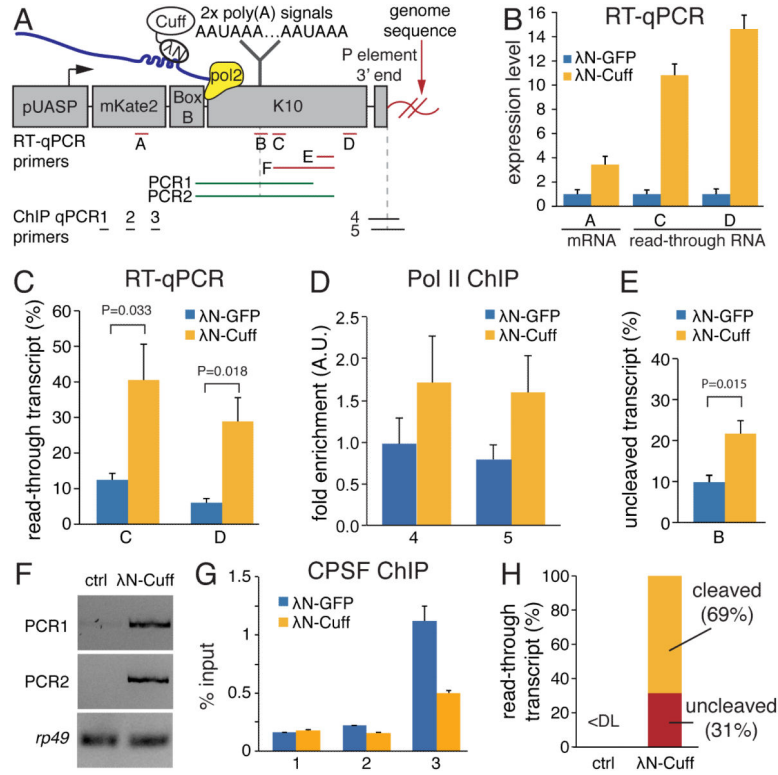 A
Cuff
λN
2x poly(A) signals
AAUAAA...AAUAAA
genome
sequence
P element
3' end
pol2
pUASP
mKate2
Box
B
K10
RT-qPCR
primers
A
B
C
D
E
F
PCR1
PCR2
ChIP qPCR1
2
3
primers
4
5
B
RT-qPCR
expression level
16
14
12
10
8
6
4
2
0
λN-GFP
λN-Cuff
A
C
D
mRNA
read-through RNA
C
RT-qPCR
read-through transcript (%)
60
50
40
30
20
10
0
P=0.033
P=0.018
λN-GFP
λN-Cuff
C
D
D
Pol II ChIP
fold enrichment (A.U.)
2.5
2.0
1.5
1.0
0.5
0.0
λN-GFP
λN-Cuff
4
5
E
uncleaved transcript (%)
50
40
30
20
10
0
λN-GFP
λN-Cuff
P=0.015
B
F
ctrl
λN-Cuff
PCR1
PCR2
rp49
G
CPSF ChIP
% input
1.5
1
0.5
0
λN-GFP
λN-Cuff
1
2
3
H
read-through
transcript (%)
100
80
60
40
20
0
<DL
cleaved
(69%)
uncleaved
(31%)
ctrl
λN-Cuff